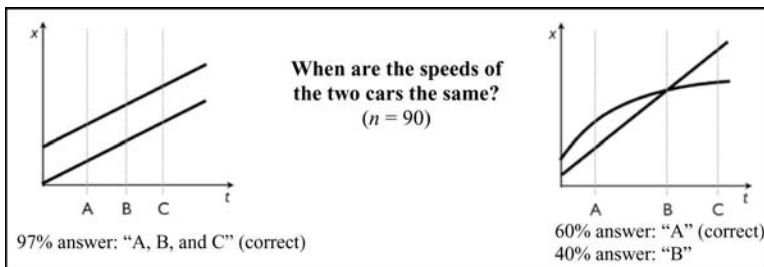 x
t
A B C
97% answer: “A, B, and C” (correct)
When are the speeds of
the two cars the same?
(n = 90)
x
t
A B C
60% answer: “A” (correct)
40% answer: “B”